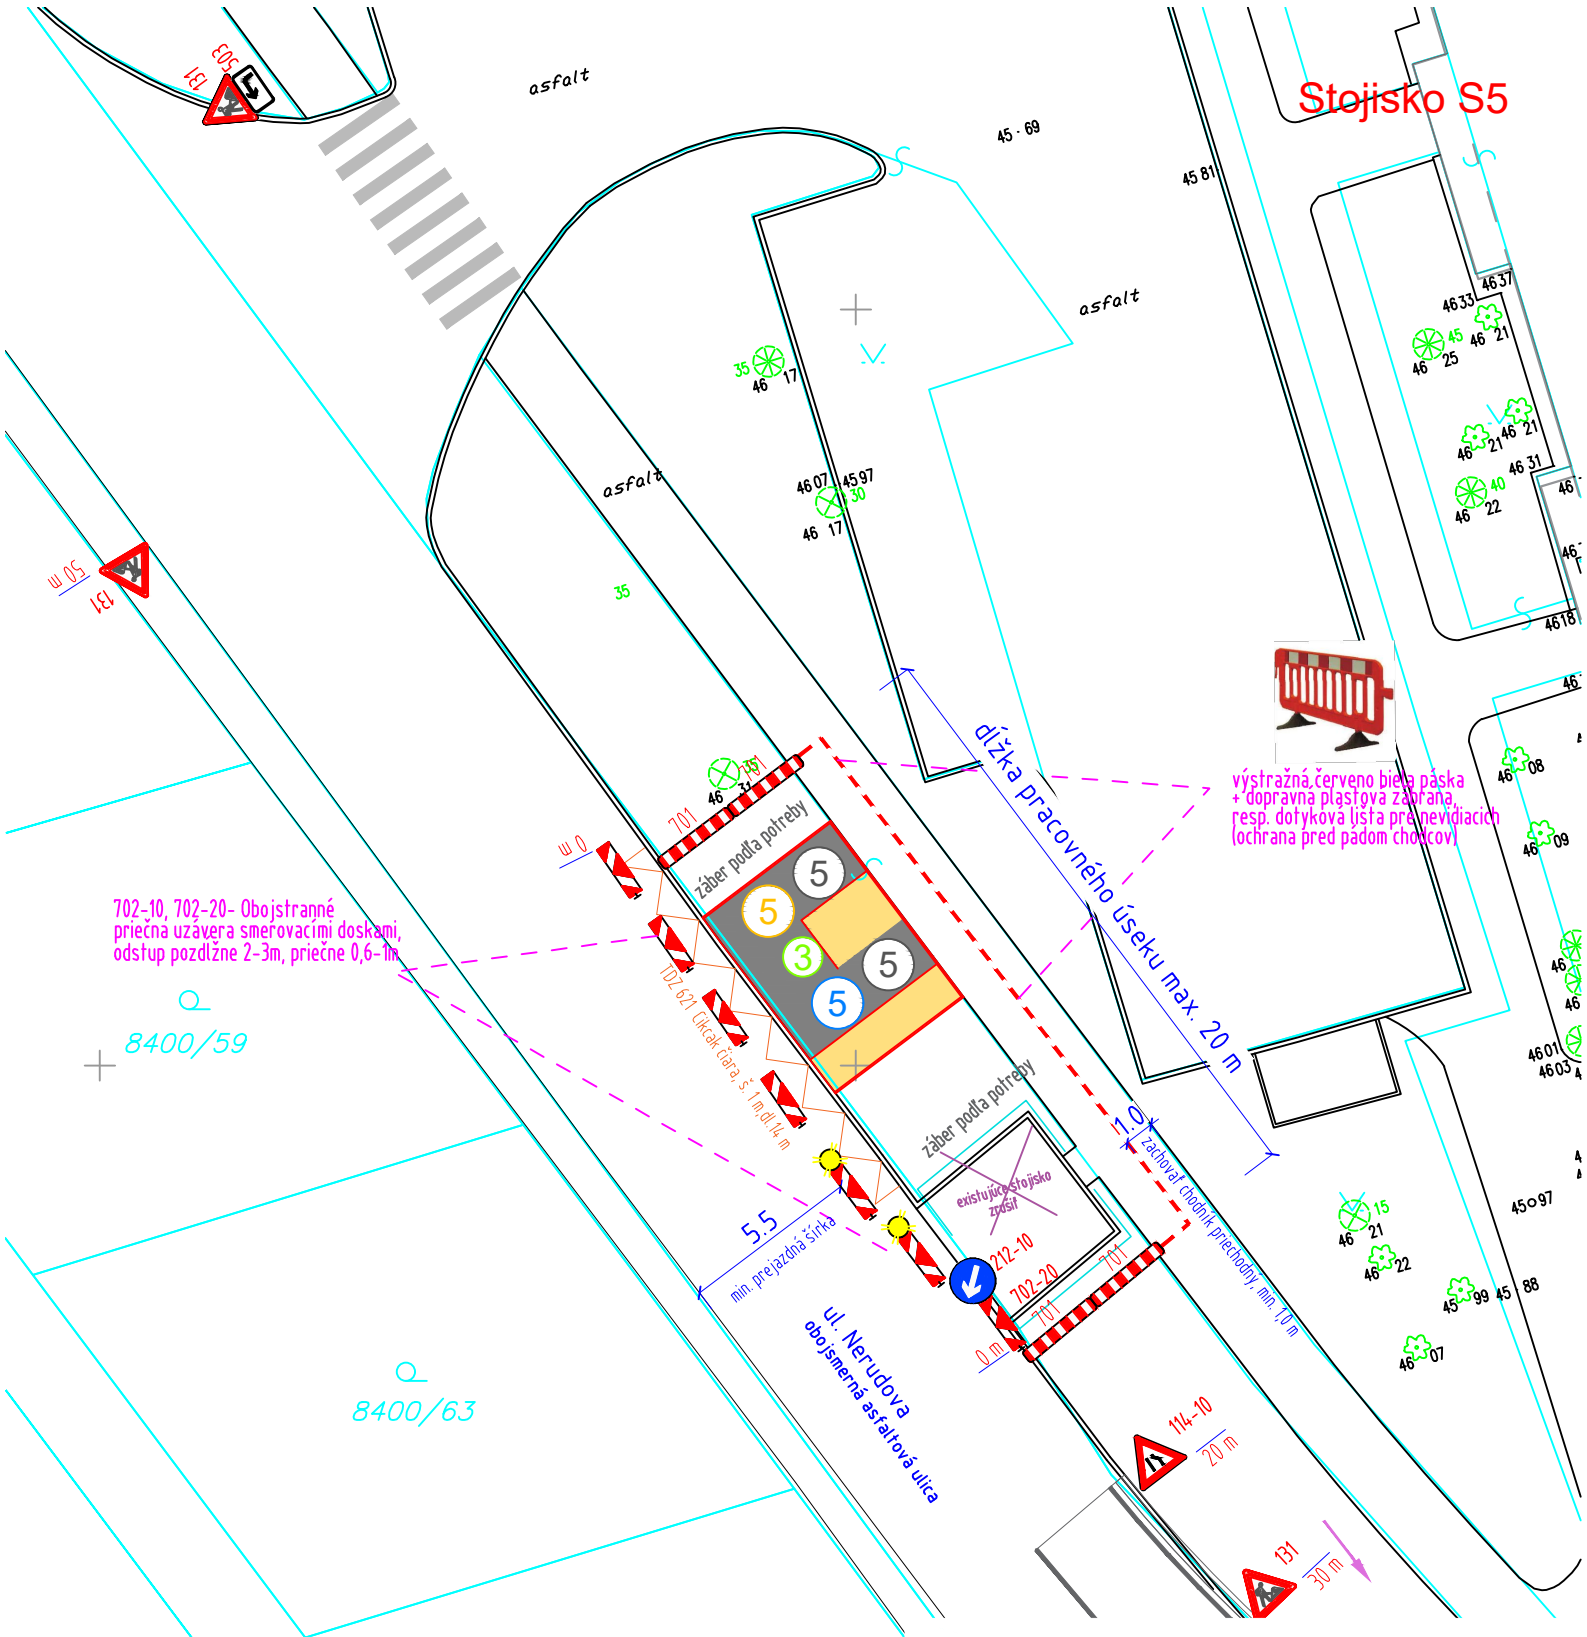 Stojisko S5
503
131
asfalt
45 · 69
45 81
asfalt
46 33
46 37
45
46 25
46 21
35
46 17
46 21
46 21
46 31
asfalt
46 07
45 97
30
46 17
40
46 22
46
50 m
131
35
46 18
dĺžka pracovného úseku max. 20 m
výstražná červeno biela páska
+ dopravná plastová zábrana,
resp. dotyková lišta pre nevidiacich
(ochrana pred pádom chodcov)
46 08
46 09
35
46 31
701
701
0 m
záber podľa potreby
5
5
3
5
5
702-10, 702-20- Obojstranné
priečna uzávera smerovacími doskami,
odstup pozdĺžne 2-3m, priečne 0,6-1m
TDZ 621 Cikcak čiara, š. 1 m,dl.14 m
8400/59
záber podľa potreby
existujúce stojisko
zrušiť
1.0
zachovať chodník priechodný, min. 1,0 m
46 01
46 03
45 97
15
46 21
46 22
45 99
45 88
46 07
5.5
min. prejazdná šírka
212-10
702-20
701
701
0 m
ul. Nerudova
obojsmerná asfaltová ulica
8400/63
114-10
20 m
131
30 m